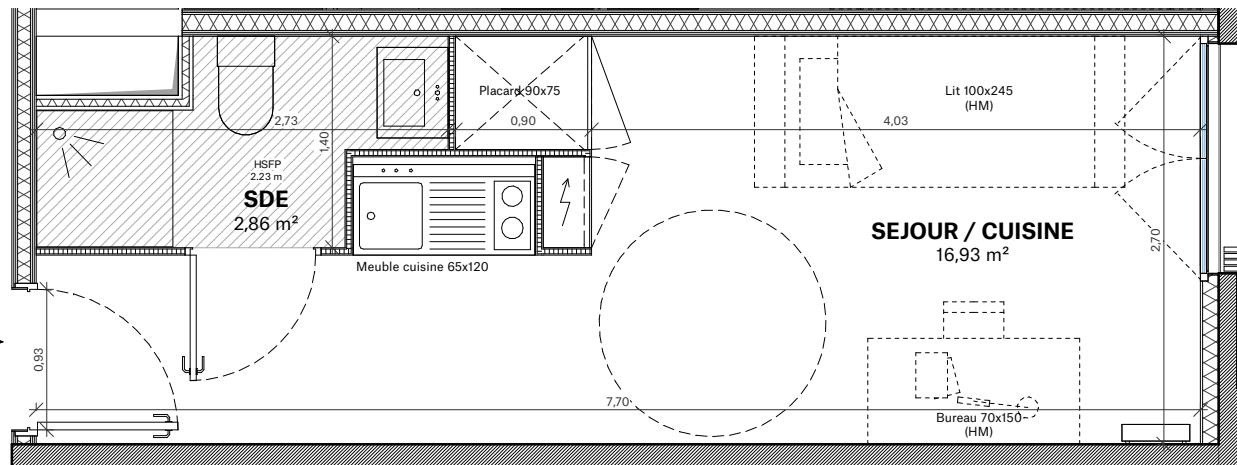 Placard 90x75
Lit 100x245
(HM)
2,73
0,90
4,03
1,40
HSFP
2.23 m
SDE
2,86 m²
SEJOUR / CUISINE
16,93 m²
2,70
Meuble cuisine 65x120
0,93
7,70
Bureau 70x150
(HM)